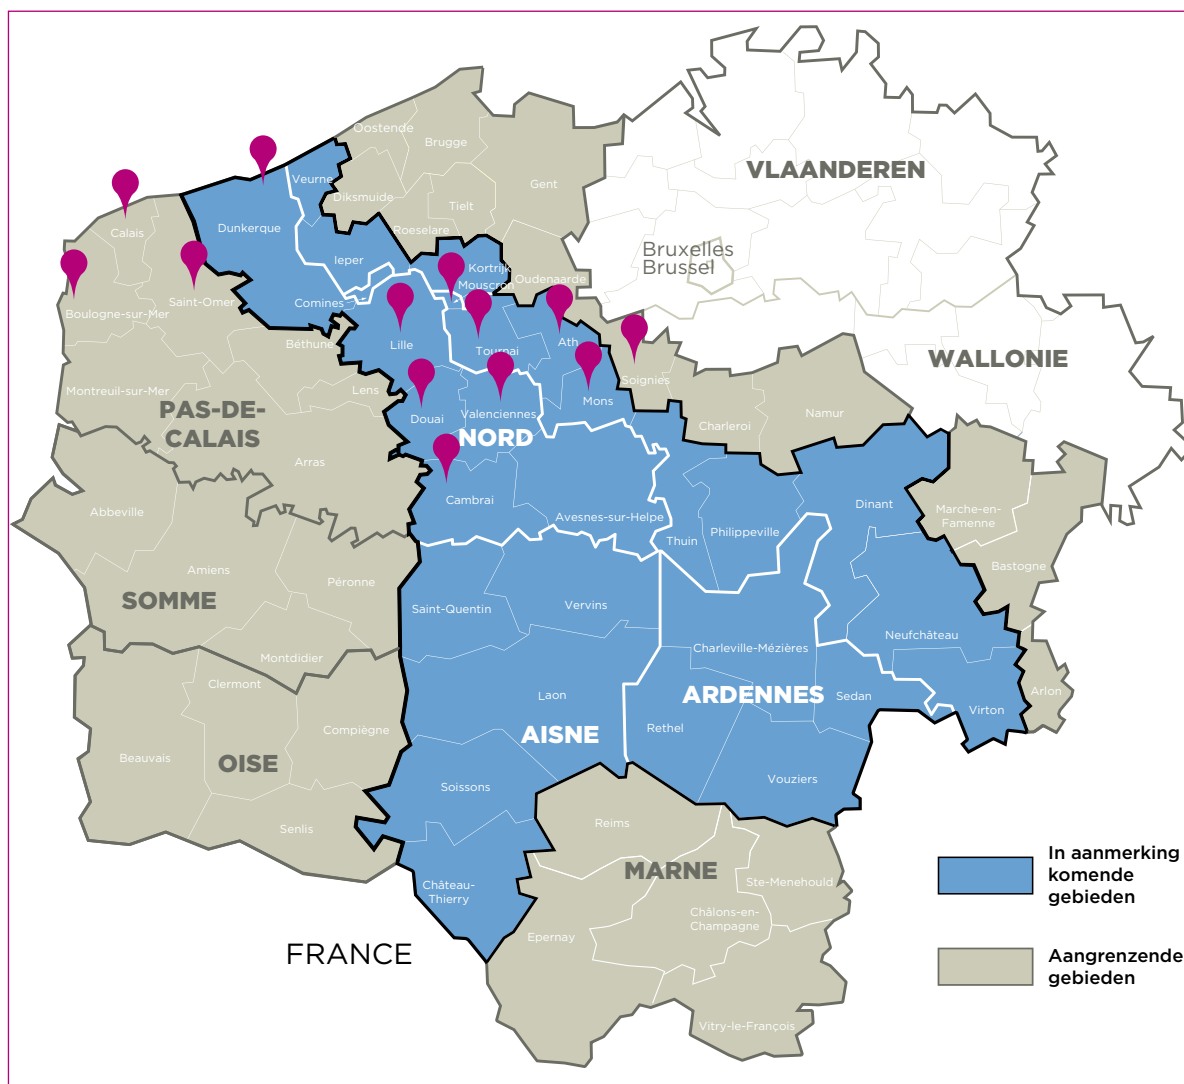 Oostende
Brugge
VLAANDEREN
Veurne
Gent
Diksmuide
Tielt
Dunkerque
Calais
Roeselare
Bruxelles
Brussel
Ieper
Kortrijk
Oudenaarde
Mouscron
Saint-Omer
Comines
Boulogne-sur-Mer
Béthune
Lille
Tournai
Ath
WALLONIE
Soignies
Montreuil-sur-Mer
Lens
Mons
PAS-DE-
CALAIS
Douai
Valenciennes
NORD
Charleroi
Namur
Arras
Cambrai
Abbeville
Avesnes-sur-Helpe
Thuin
Philippeville
Dinant
Marche-en-
Famenne
Bastogne
Amiens
Péronne
SOMME
Saint-Quentin
Vervins
Neufchâteau
Montdidier
Charleville-Mézières
Clermont
Laon
ARDENNES
Sedan
Arlon
Virton
Compiègne
Rethel
AISNE
Beauvais
OISE
Soissons
Vouziers
Senlis
Reims
MARNE
Château-
Thierry
Ste-Menehould
Châlons-en-
Champagne
Epernay
FRANCE
Vitry-le-François
In aanmerking
komende
gebieden
Aangrenzende
gebieden